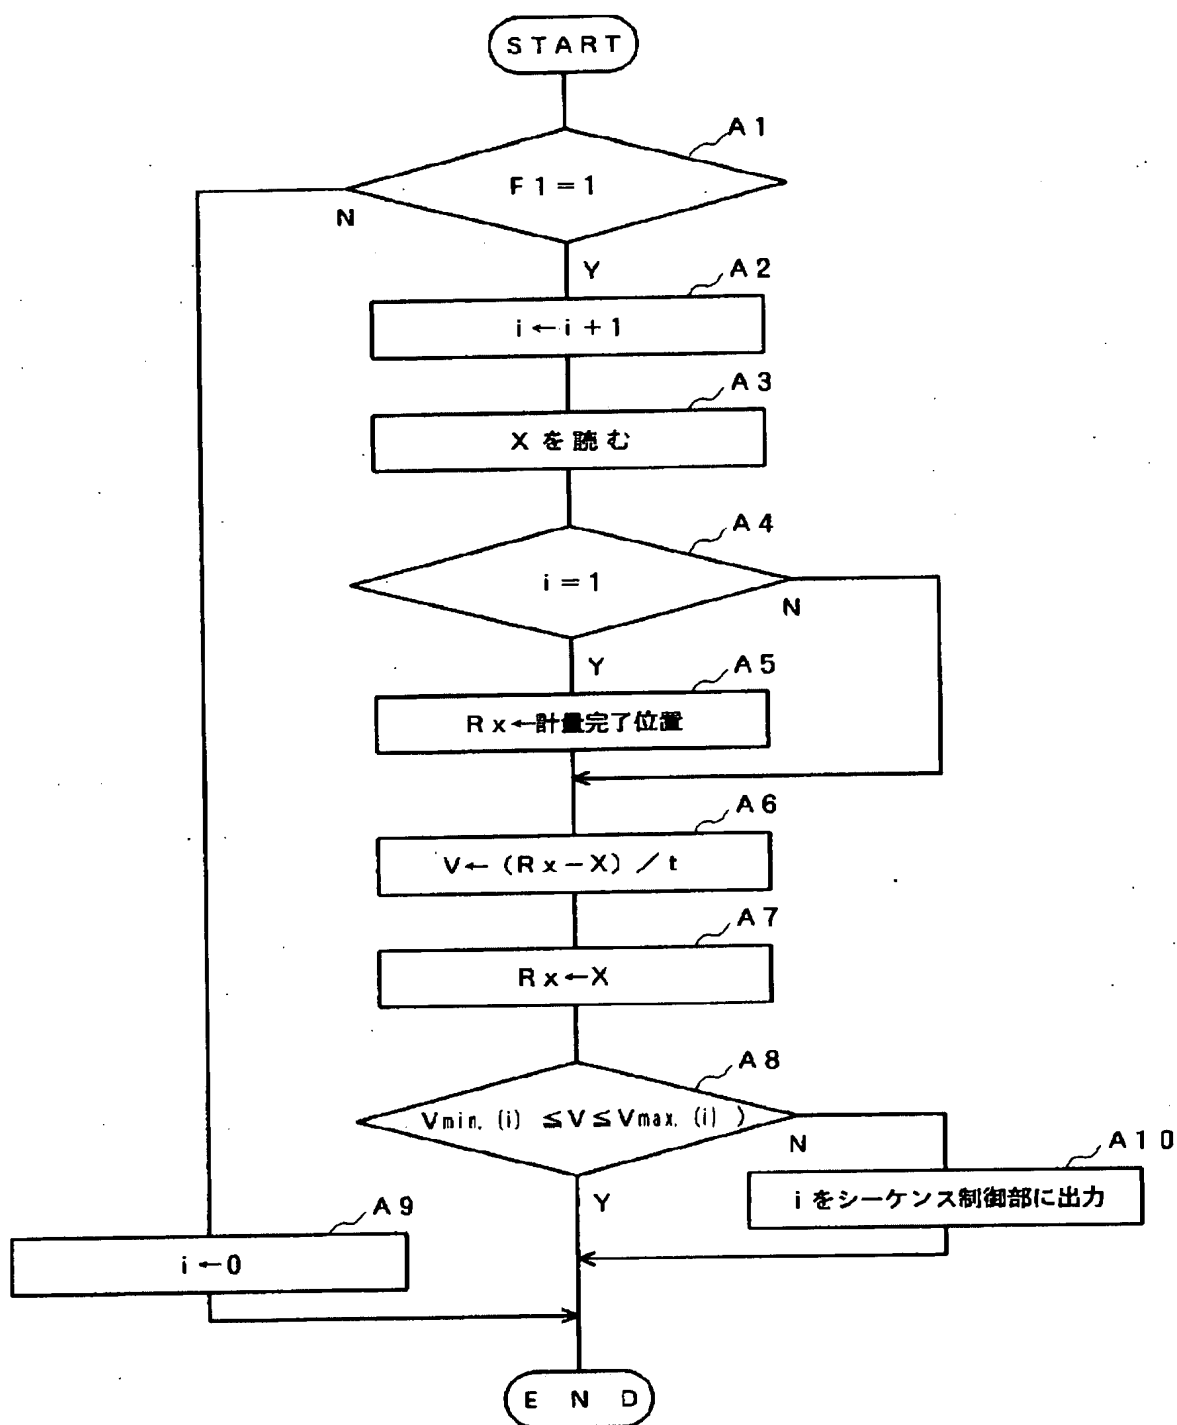 START
A1
F1=1
N
Y
A2
i←i+1
A3
Xを読む
A4
i=1
N
Y
A5
Rx←計量完了位置
A6
V←(Rx-X)/t
A7
Rx←X
A8
Vmin.(i) ≦V≦Vmax.(i) )
N
Y
A10
iをシーケンス制御部に出力
A9
i←0
END